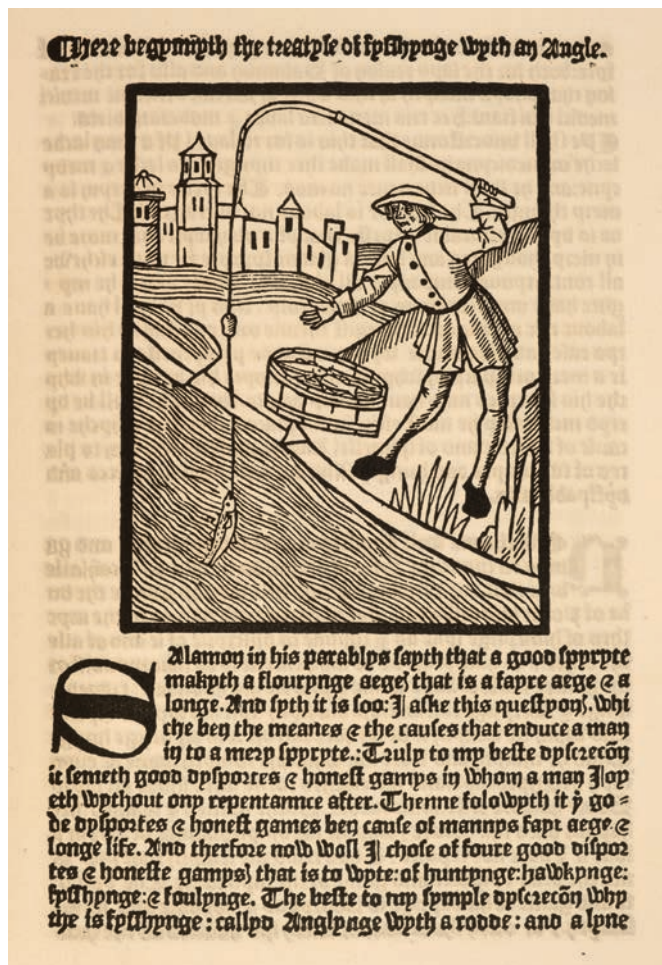 ¶Here begynnyth the treatyse of fysshynge wyth an Angle.
SAlamon in his parablys sayth that a good spyryte
makyth a flourynge aege / that is a fayre aege & a
longe. And syth it is soo: I aske this questyon / . Whi
che ben the meanes & the causes that enduce a man
in to a mery spyryte.: Truly to my beste dyscrecōn
it semeth good dysportes & honest gamys in whom a man Ioy
eth wythout ony repentannce after. Thenne folowyth it yͭ go =
de dysportes & honest games ben cause of mannys fayr aege. &
longe life. And therfore now woll I chose of foure good dispor
tes & honeste gamys / that is to wyte: of huntynge: hawkynge:
fysshynge: & foulynge. The beste to my symple dyscrecōn why
che is fysshynge: callyd Anglynge wyth a rodde: and a lyne